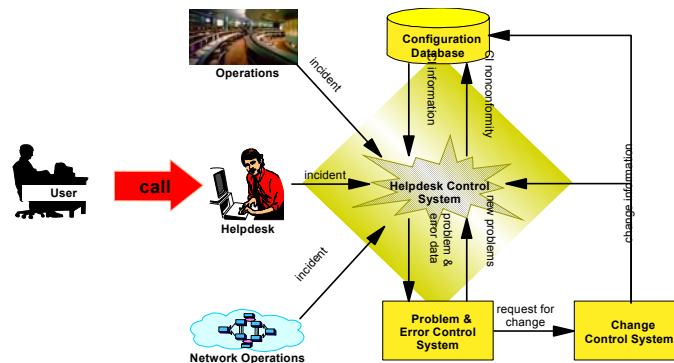 Operations
incident
Configuration
Database
CI information
CI nonconformity
User
call
Helpdesk
incident
Helpdesk Control
System
change information
incident
problem &
error data
new problems
Network Operations
Problem &
Error Control
System
request for
change
Change
Control System